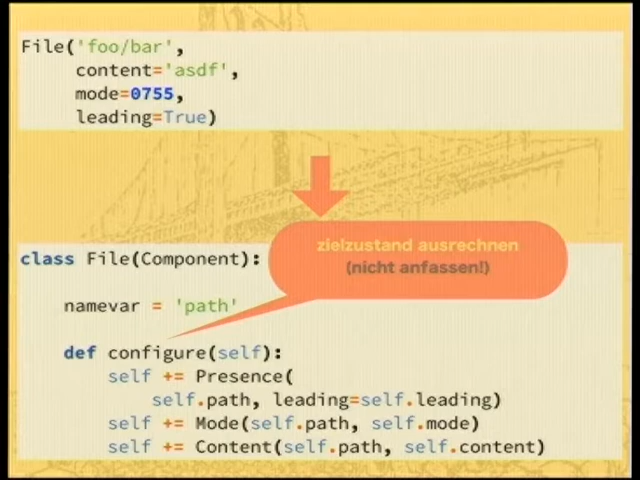 File('foo/bar',
content='asdf',
mode=0755,
leading=True)
zielzustand ausrechnen
(nicht anfassen!)
class File(Component):
namevar = 'path'
def configure(self):
self += Presence(
self.path, leading=self.leading)
self += Mode(self.path, self.mode)
self += Content(self.path, self.content)